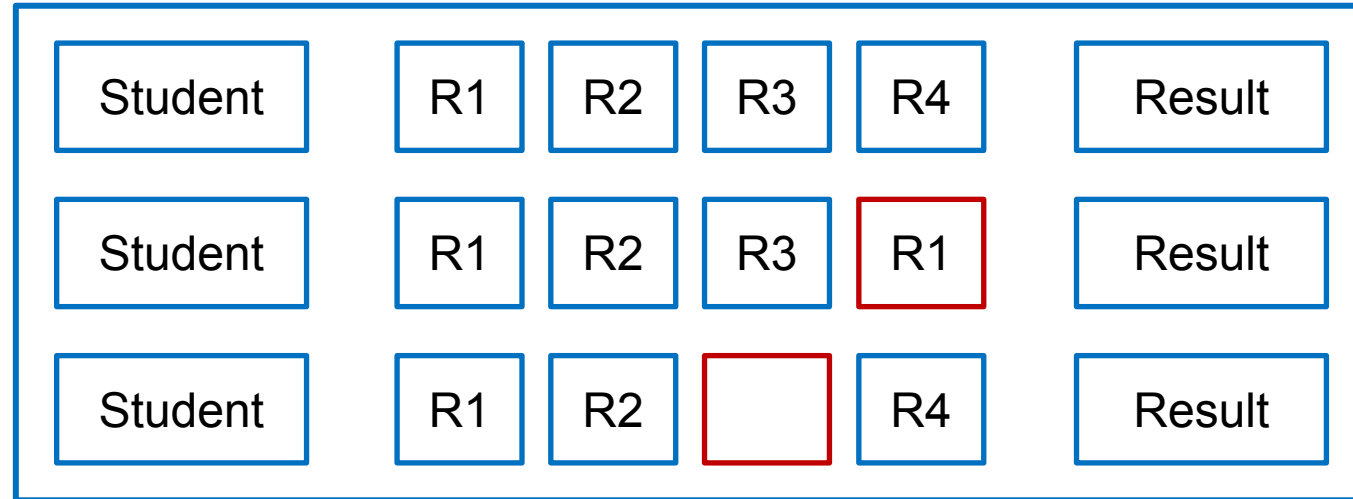 Student R1 R2 R3 R4 Result
Student R1 R2 R3 R1 Result
Student R1 R2 R4 Result